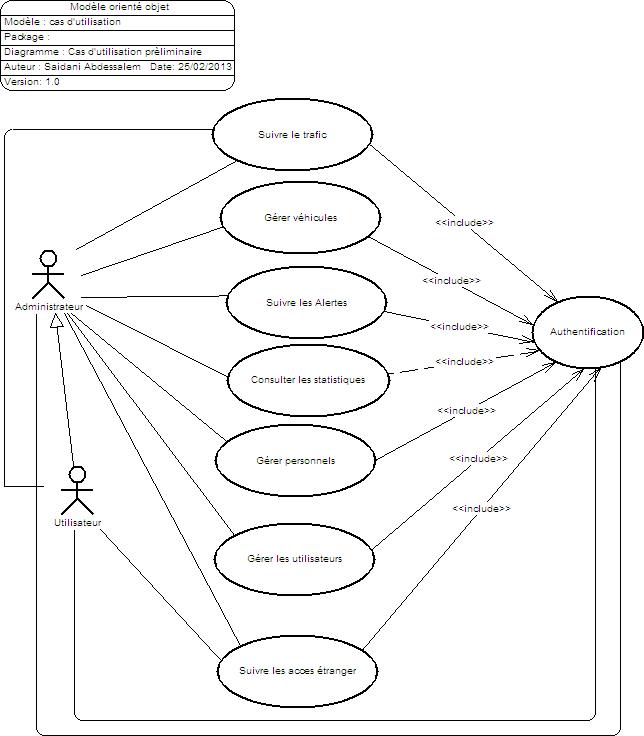 Modèle orienté objet
Modèle : cas d'utilisation
Package :
Diagramme : Cas d'utilisation préliminaire
Auteur : Saidani Abdessalem Date: 25/02/2013
Version: 1.0
Suivre le trafic
Gérer véhicules
<<include>>
Suivre les Alertes
<<include>>
Administrateur
<<include>>
Authentification
Consulter les statistiques
<<include>>
<<include>>
Gérer personnels
<<include>>
Utilisateur
<<include>>
Gérer les utilisateurs
Suivre les acces étranger